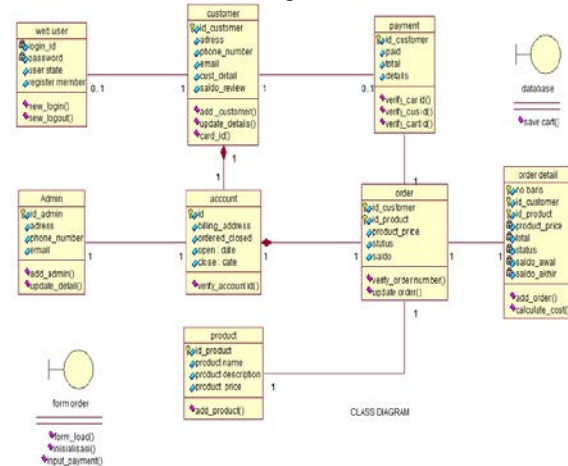 customer
id_customer
adress
phone_number
email
cust_detail
saldo_review
add_customer()
update_details()
card_id()
web user
login_id
password
user state
register member
new_login()
new_logout()
payment
id_customer
paid
total
details
verify_car id()
verify_cus id()
verify_cart id()
database
save cart()
0..1
1
1
0..1
1
1
1
Admin
id_admin
adress
phone_number
email
add_admin()
update_detail()
account
id
billing_address
ordered_closed
open : date
close : date
verify_account id()
order
id_customer
id_product
product_price
status
saldo
verify_order number()
update order()
order detail
no baris
id_customer
id_product
product_price
total
status
saldo_awal
saldo_akhir
add_order()
calculate_cost()
1
1
1
1
1
1
1
1
product
id_product
product name
product description
product price
add_product()
form order
form_load()
inisialisasi()
input_payment()
CLASS DIAGRAM